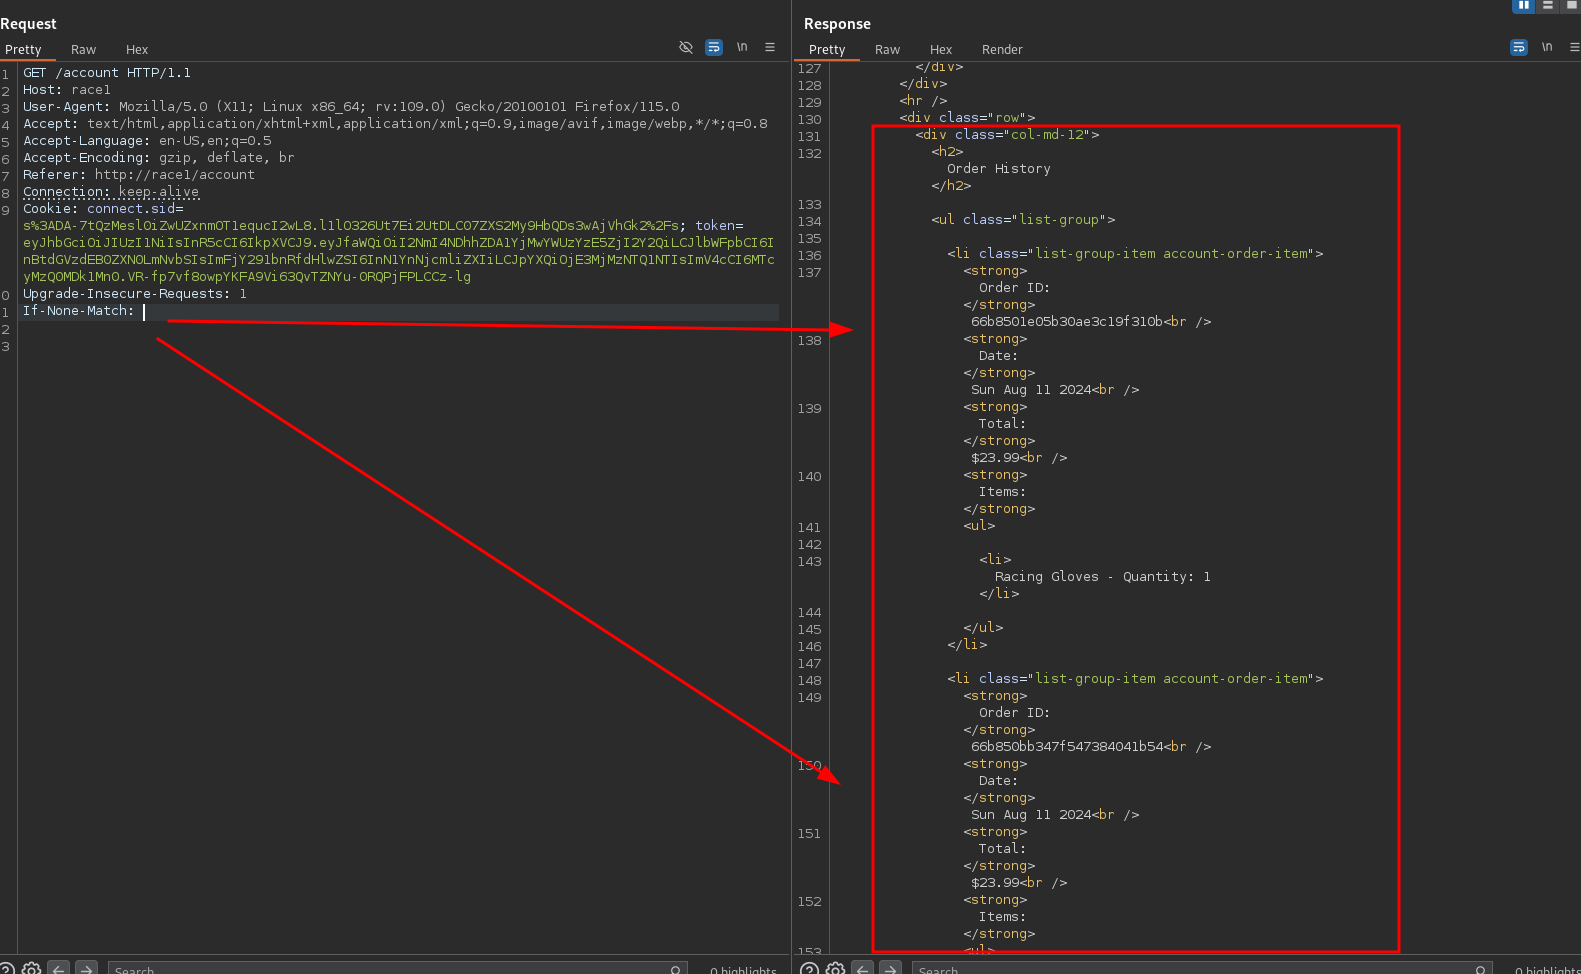 Request
Pretty Raw Hex
\n
1 GET /account HTTP/1.1
2 Host: race1
3 User-Agent: Mozilla/5.0 (X11; Linux x86_64; rv:109.0) Gecko/20100101 Firefox/115.0
4 Accept: text/html,application/xhtml+xml,application/xml;q=0.9,image/avif,image/webp,*/*;q=0.8
5 Accept-Language: en-US,en;q=0.5
6 Accept-Encoding: gzip, deflate, br
7 Referer: http://race1/account
8 Connection: keep-alive
9 Cookie: connect.sid=
s%3ADA-7tQzMesl0iZwUZxnmOT1equcI2wL8.l1lO326Ut7Ei2UtDLC07ZXS2My9HbQDs3wAjVhGk2%2Fs; token=
eyJhbGciOiJIUzI1NiIsInR5cCI6IkpXVCJ9.eyJfaWQiOiI2NmI4NDhhZDA1YjMwYWUzYzE5ZjI2Y2QiLCJlbWFpbCI6I
nBtdGVzdEB0ZXN0LmNvbSIsImFjY291bnRfdHlwZSI6InN1YnNjcmliZXIiLCJpYXQiOjE3MjMzNTQ1NTIsImV4cCI6MTc
yMzQ0MDk1Mn0.VR-fp7vf8owpYKFA9Vi63QvTZNYu-ORQPjFPLCCz-lg
0 Upgrade-Insecure-Requests: 1
1 If-None-Match:
2
3
Search
0 highlights
Response
Pretty Raw Hex Render
\n
127 </div>
128 </div>
129 <hr />
130 <div class="row">
131 <div class="col-md-12">
132 <h2>
Order History
</h2>
133
134 <ul class="list-group">
135
136 <li class="list-group-item account-order-item">
137 <strong>
Order ID:
</strong>
66b8501e05b30ae3c19f310b<br />
138 <strong>
Date:
</strong>
Sun Aug 11 2024<br />
139 <strong>
Total:
</strong>
$23.99<br />
140 <strong>
Items:
</strong>
141 <ul>
142
143 <li>
Racing Gloves - Quantity: 1
</li>
144
145 </ul>
146 </li>
147
148 <li class="list-group-item account-order-item">
149 <strong>
Order ID:
</strong>
66b850bb347f547384041b54<br />
150 <strong>
Date:
</strong>
Sun Aug 11 2024<br />
151 <strong>
Total:
</strong>
$23.99<br />
152 <strong>
Items:
</strong>
153 <ul>
Search
0 highlights